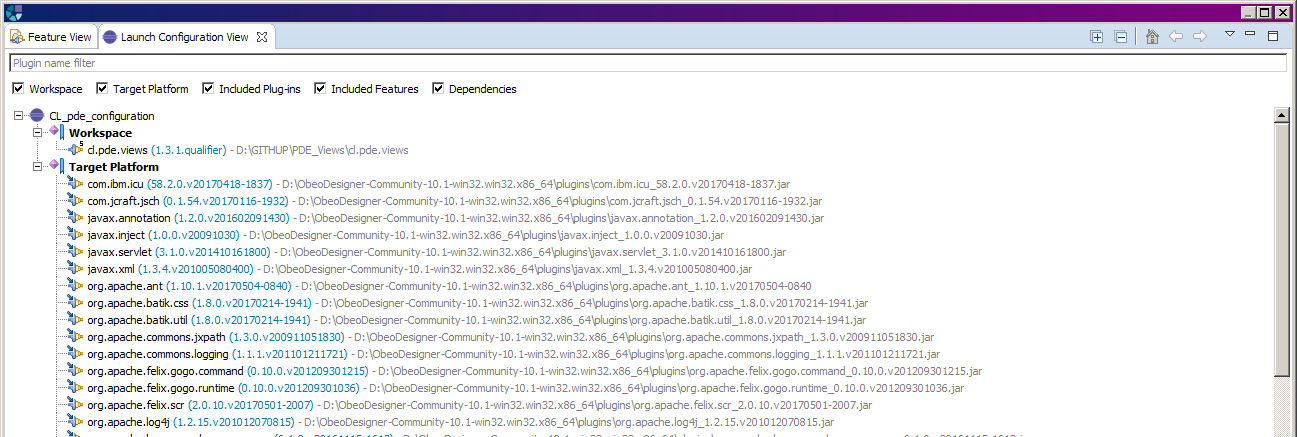 Feature View
Launch Configuration View
Plugin name filter
Workspace Target Platform Included Plug-ins Included Features Dependencies
CL_pde_configuration
Workspace
cl.pde.views (1.3.1.qualifier) - D:\GITHUP\PDE_Views\cl.pde.views
Target Platform
com.ibm.icu (58.2.0.v20170418-1837) - D:\ObeoDesigner-Community-10.1-win32.win32.x86_64\plugins\com.ibm.icu_58.2.0.v20170418-1837.jar
com.jcraft.jsch (0.1.54.v20170116-1932) - D:\ObeoDesigner-Community-10.1-win32.win32.x86_64\plugins\com.jcraft.jsch_0.1.54.v20170116-1932.jar
javax.annotation (1.2.0.v201602091430) - D:\ObeoDesigner-Community-10.1-win32.win32.x86_64\plugins\javax.annotation_1.2.0.v201602091430.jar
javax.inject (1.0.0.v20091030) - D:\ObeoDesigner-Community-10.1-win32.win32.x86_64\plugins\javax.inject_1.0.0.v20091030.jar
javax.servlet (3.1.0.v201410161800) - D:\ObeoDesigner-Community-10.1-win32.win32.x86_64\plugins\javax.servlet_3.1.0.v201410161800.jar
javax.xml (1.3.4.v201005080400) - D:\ObeoDesigner-Community-10.1-win32.win32.x86_64\plugins\javax.xml_1.3.4.v201005080400.jar
org.apache.ant (1.10.1.v20170504-0840) - D:\ObeoDesigner-Community-10.1-win32.win32.x86_64\plugins\org.apache.ant_1.10.1.v20170504-0840
org.apache.batik.css (1.8.0.v20170214-1941) - D:\ObeoDesigner-Community-10.1-win32.win32.x86_64\plugins\org.apache.batik.css_1.8.0.v20170214-1941.jar
org.apache.batik.util (1.8.0.v20170214-1941) - D:\ObeoDesigner-Community-10.1-win32.win32.x86_64\plugins\org.apache.batik.util_1.8.0.v20170214-1941.jar
org.apache.commons.jxpath (1.3.0.v200911051830) - D:\ObeoDesigner-Community-10.1-win32.win32.x86_64\plugins\org.apache.commons.jxpath_1.3.0.v200911051830.jar
org.apache.commons.logging (1.1.1.v201101211721) - D:\ObeoDesigner-Community-10.1-win32.win32.x86_64\plugins\org.apache.commons.logging_1.1.1.v201101211721.jar
org.apache.felix.gogo.command (0.10.0.v201209301215) - D:\ObeoDesigner-Community-10.1-win32.win32.x86_64\plugins\org.apache.felix.gogo.command_0.10.0.v201209301215.jar
org.apache.felix.gogo.runtime (0.10.0.v201209301036) - D:\ObeoDesigner-Community-10.1-win32.win32.x86_64\plugins\org.apache.felix.gogo.runtime_0.10.0.v201209301036.jar
org.apache.felix.scr (2.0.10.v20170501-2007) - D:\ObeoDesigner-Community-10.1-win32.win32.x86_64\plugins\org.apache.felix.scr_2.0.10.v20170501-2007.jar
org.apache.log4j (1.2.15.v201012070815) - D:\ObeoDesigner-Community-10.1-win32.win32.x86_64\plugins\org.apache.log4j_1.2.15.v201012070815.jar